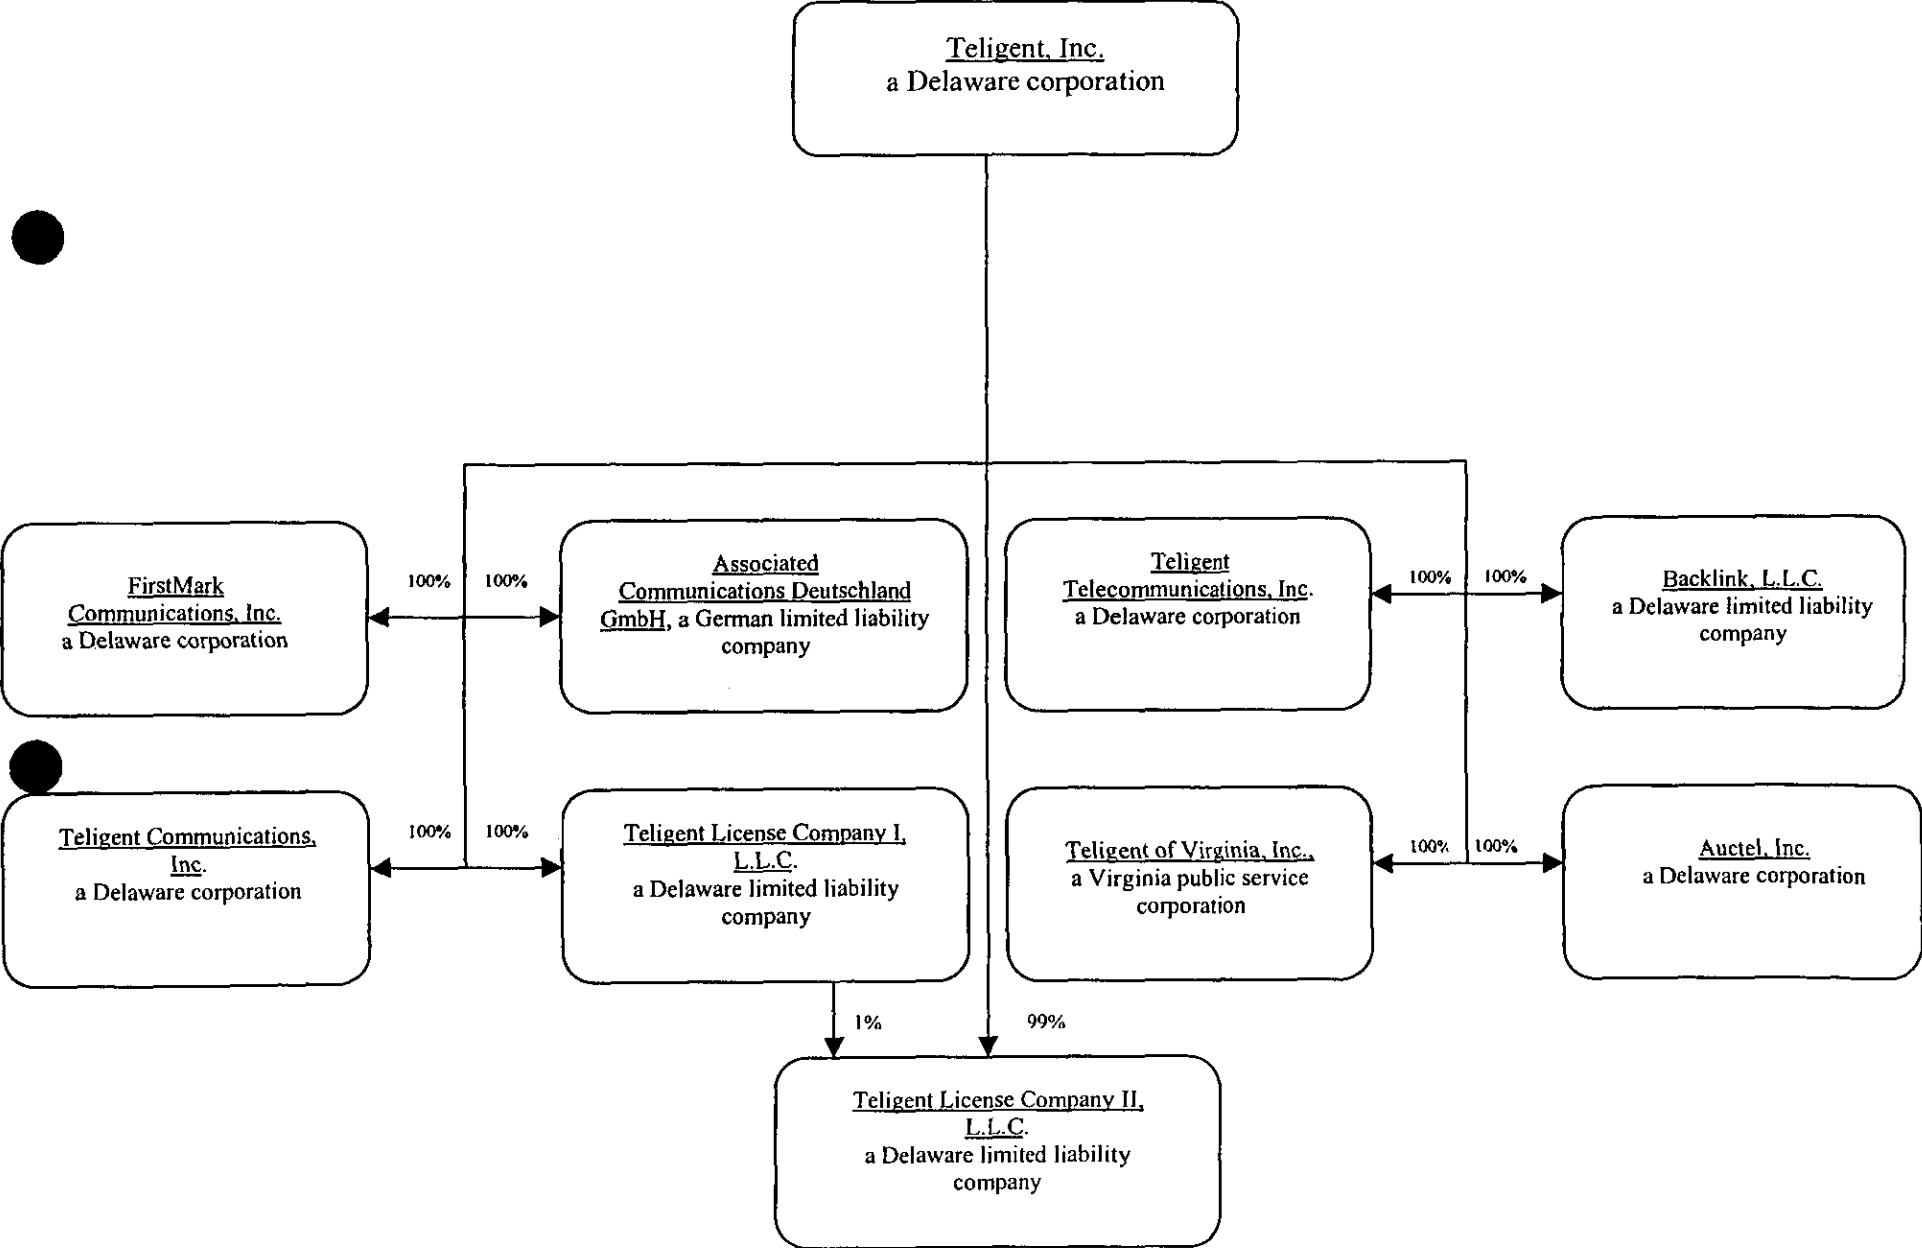 Teligent, Inc.
a Delaware corporation
FirstMark
Communications, Inc.
a Delaware corporation
100%
100%
Associated
Communications Deutschland
GmbH, a German limited liability
company
Teligent
Telecommunications, Inc.
a Delaware corporation
100%
100%
Backlink, L.L.C.
a Delaware limited liability
company
Teligent Communications,
Inc.
a Delaware corporation
100%
100%
Teligent License Company I,
L.L.C.
a Delaware limited liability
company
Teligent of Virginia, Inc.,
a Virginia public service
corporation
100%
100%
Auctel, Inc.
a Delaware corporation
1%
99%
Teligent License Company II,
L.L.C.
a Delaware limited liability
company